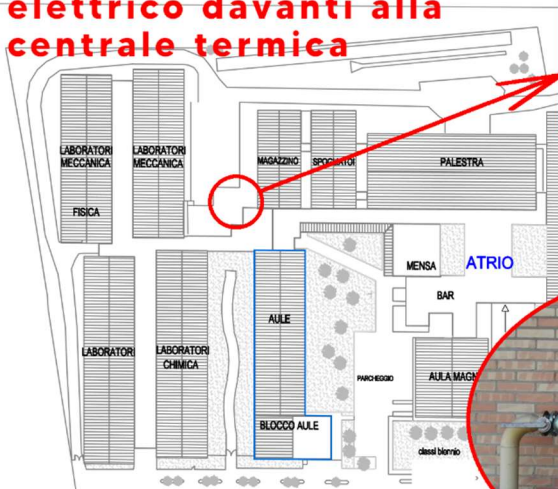 elettrico davanti alla
centrale termica
LABORATORI
MECCANICA
LABORATORI
MECCANICA
MAGAZZINO
SPOGLIATOI
PALESTRA
FISICA
MENSA
ATRIO
BAR
AULE
LABORATORI
LABORATORI
CHIMICA
PARCHEGGIO
AULA MAGN
BLOCCO AULE
classi biennio